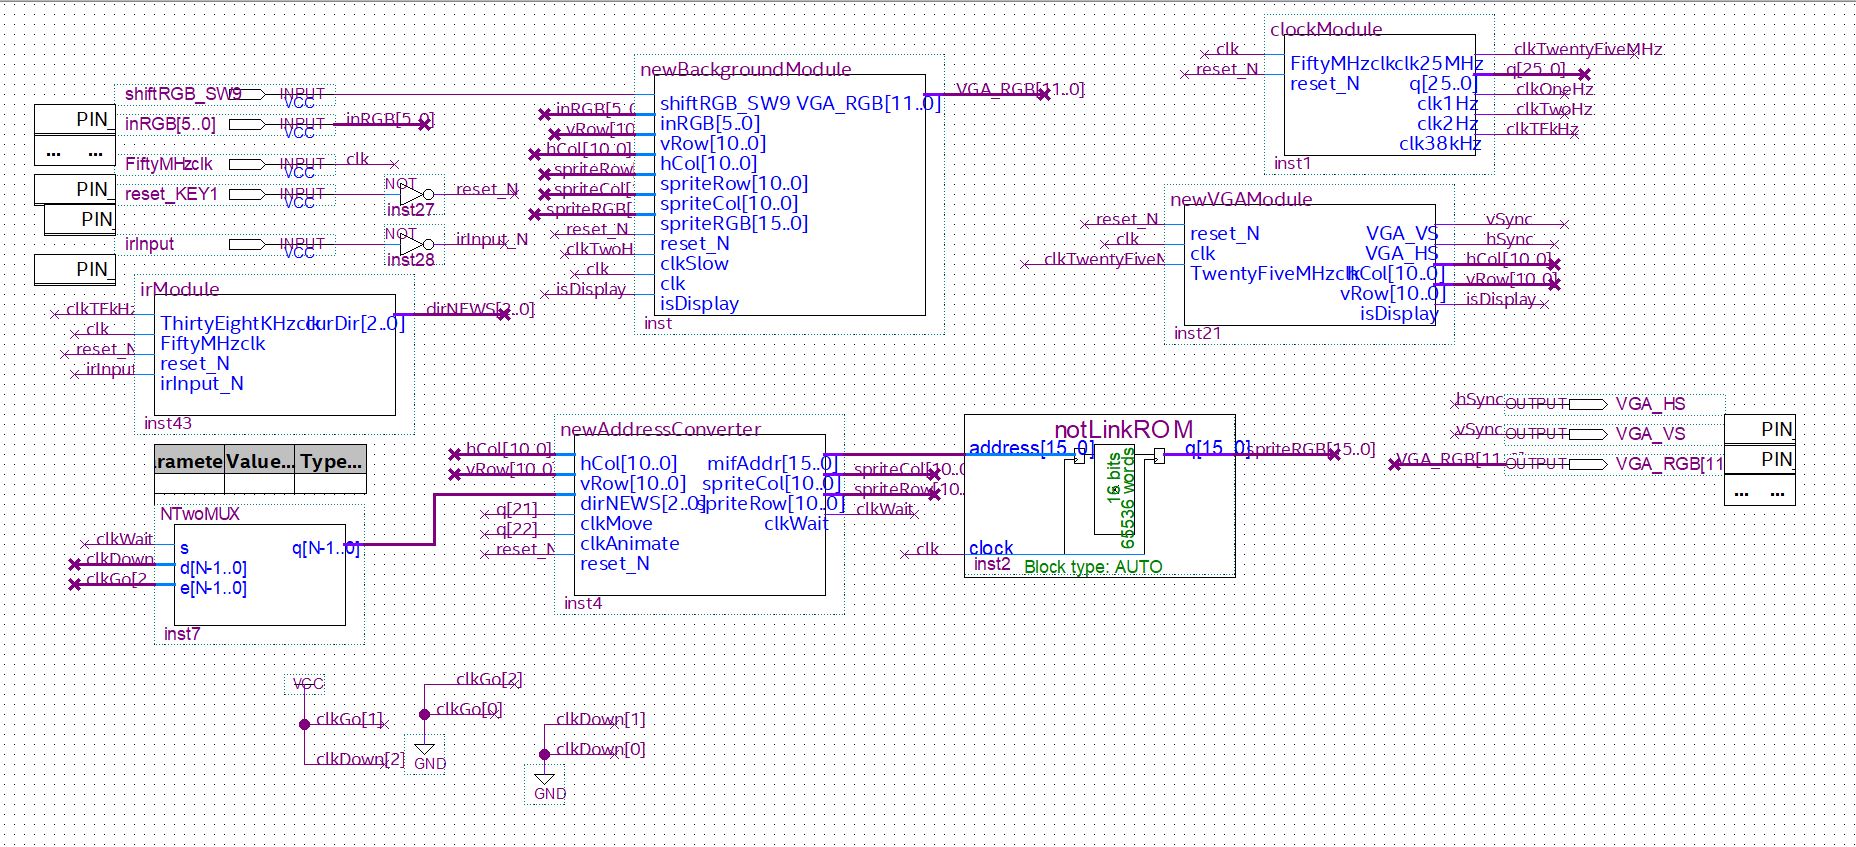 clockModule
clk
FiftyMHzclk
clk25MHz
clkTwentyFiveMHz
reset_N
reset_N
q[25..0]
q[25..0]
clk1Hz
clkOneHz
clk2Hz
clkTwoHz
clk38kHz
clkTFkHz
inst1
shiftRGB_SW9
INPUT
VCC
PIN_
inRGB[5..0]
INPUT
VCC
inRGB[5..0]
... ...
FiftyMHzclk
INPUT
VCC
clk
PIN_
reset_KEY1
INPUT
VCC
NOT
inst27
reset_N
PIN_
irInput
INPUT
VCC
NOT
inst28
irInput_N
PIN_
newBackgroundModule
shiftRGB_SW9
VGA_RGB[11..0]
VGA_RGB[11..0]
inRGB[5..0
inRGB[5..0]
vRow[10
vRow[10..0]
hCol[10..0]
hCol[10..0]
spriteRow
spriteRow[10..0]
spriteCol[
spriteCol[10..0]
spriteRGB[
spriteRGB[15..0]
reset_N
reset_N
clkTwoH
clkSlow
clk
clk
isDisplay
isDisplay
inst
newVGAModule
reset_N
reset_N
VGA_VS
vSync
clk
clk
VGA_HS
hSync
clkTwentyFiveM
TwentyFiveMHzclk
hCol[10..0]
hCol[10..0]
vRow[10..0]
vRow[10..0]
isDisplay
isDisplay
inst21
irModule
clkTFkHz
ThirtyEightKHzclk
curDir[2..0]
dirNEWS[2..0]
clk
FiftyMHzclk
reset_N
reset_N
irInput
irInput_N
inst43
hSync
OUTPUT
VGA_HS
vSync
OUTPUT
VGA_VS
PIN_
VGA_RGB[11..0]
OUTPUT
VGA_RGB[11
PIN_
... ...
ramete
Value...
Type...
NTwoMUX
clkWait
s
q[N-1..0]
clkDown
d[N-1..0]
clkGo[2
e[N-1..0]
inst7
newAddressConverter
hCol[10..0]
hCol[10..0]
mifAddr[15..0]
vRow[10..0
vRow[10..0]
spriteCol[10..0]
spriteCol[10..0
dirNEWS[2..0]
spriteRow[10..0]
spriteRow[10..
q[21]
clkMove
clkWait
clkWait
q[22]
clkAnimate
reset_N
reset_N
inst4
notLinkROM
address[15..0]
q[15..0]
spriteRGB[15..0]
16 bits
65536 words
clk
clock
inst2
Block type: AUTO
VCC
clkGo[1]
clkDown[2]
clkGo[2]
clkGo[0]
GND
clkDown[1]
clkDown[0]
GND